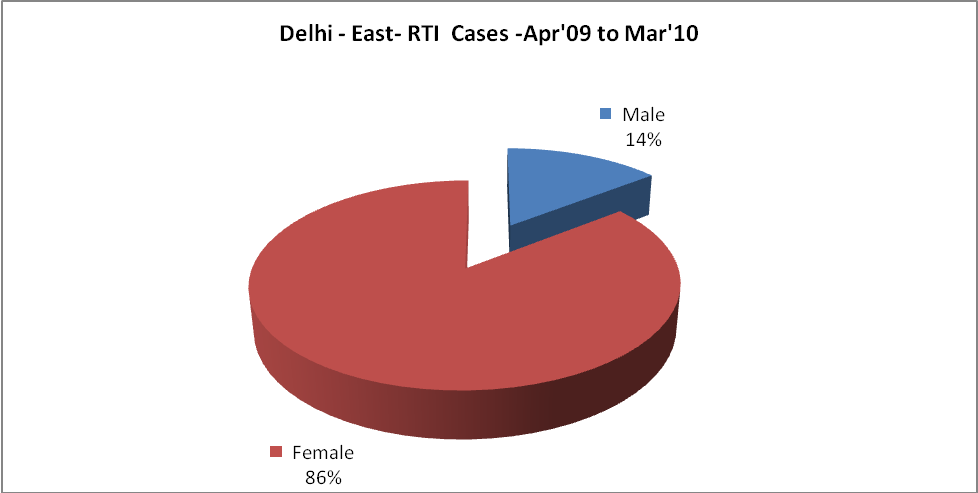 Delhi - East- RTI  Cases -Apr'09 to Mar'10
Male
14%
Female
86%